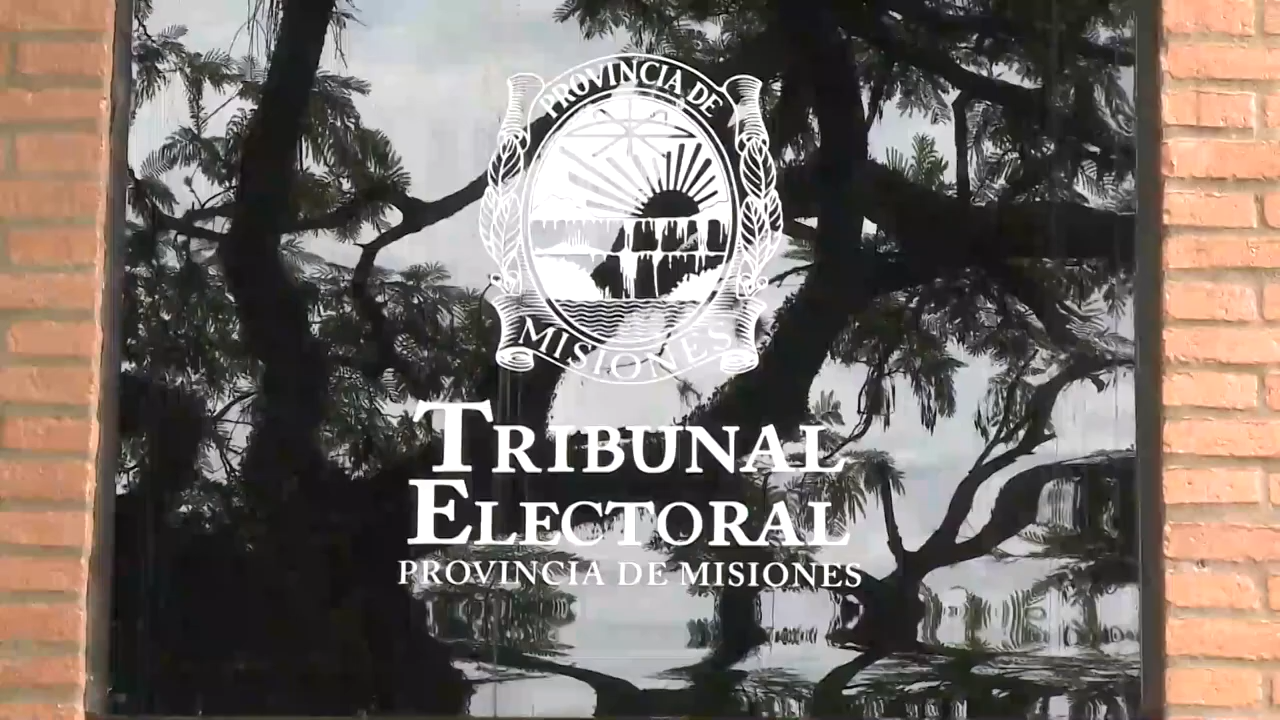 PROVINCIA DE
MISIONES
TRIBUNAL
ELECTORAL
PROVINCIA DE MISIONES